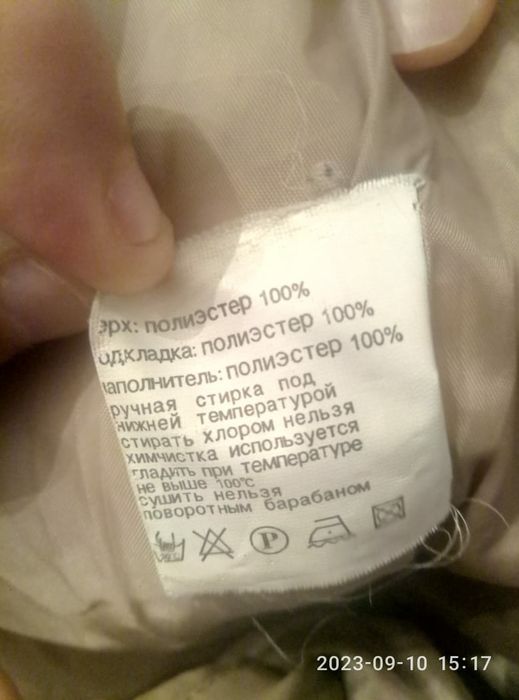 ерх: полиэстер 100%
одкладка: полиэстер 100%
аполнитель: полиэстер 100%
ручная стирка под
нижней температурой
стирать хлором нельзя
химчистка используется
гладить при температуре
не выше 100°C
сушить нельзя
поворотным барабаном
P
2023-09-10 15:17